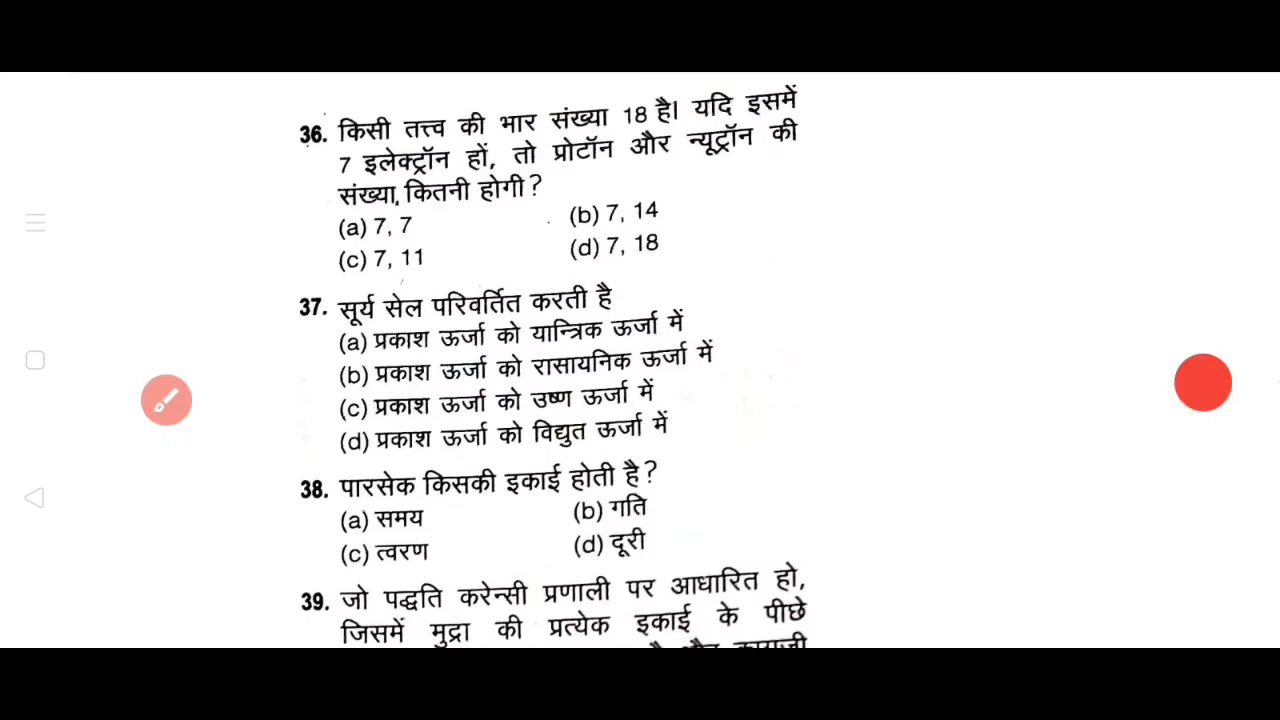 36. किसी तत्त्व की भार संख्या 18 है। यदि इसमें
7 इलेक्ट्रॉन हों, तो प्रोटॉन और न्यूट्रॉन की
संख्या कितनी होगी?
(a) 7, 7 (b) 7, 14
(c) 7, 11 (d) 7, 18
37. सूर्य सेल परिवर्तित करती है
(a) प्रकाश ऊर्जा को यान्त्रिक ऊर्जा में
(b) प्रकाश ऊर्जा को रासायनिक ऊर्जा में
(c) प्रकाश ऊर्जा को उष्ण ऊर्जा में
(d) प्रकाश ऊर्जा को विद्युत ऊर्जा में
38. पारसेक किसकी इकाई होती है?
(a) समय (b) गति
(c) त्वरण (d) दूरी
39. जो पद्धति करेन्सी प्रणाली पर आधारित हो,
जिसमें मुद्रा की प्रत्येक इकाई के पीछे